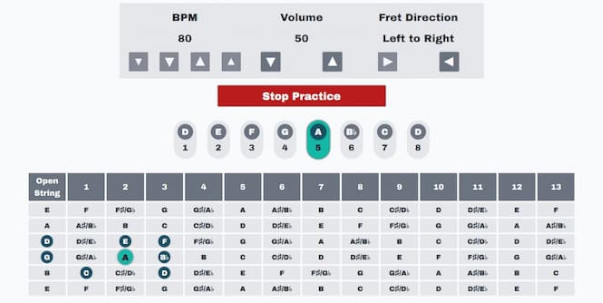 BPM Volume Fret Direction
80 50 Left to Right
Stop Practice
D E F G A B♭ C D
1 2 3 4 5 6 7 8
Open
String 1 2 3 4 5 6 7 8 9 10 11 12 13
E F F♯/G♭ G G♯/A♭ A A♯/B♭ B C C♯/D♭ D D♯/E♭ E F
A A♯/B♭ B C C♯/D♭ D D♯/E♭ E F F♯/G♭ G G♯/A♭ A A♯/B♭
D D♯/E♭ E F F♯/G♭ G G♯/A♭ A A♯/B♭ B C C♯/D♭ D D♯/E♭
G G♯/A♭ A B♭ B C C♯/D♭ D D♯/E♭ E F F♯/G♭ G G♯/A♭
B C C♯/D♭ D D♯/E♭ E F F♯/G♭ G G♯/A♭ A A♯/B♭ B C
E F F♯/G♭ G G♯/A♭ A A♯/B♭ B C C♯/D♭ D D♯/E♭ E F